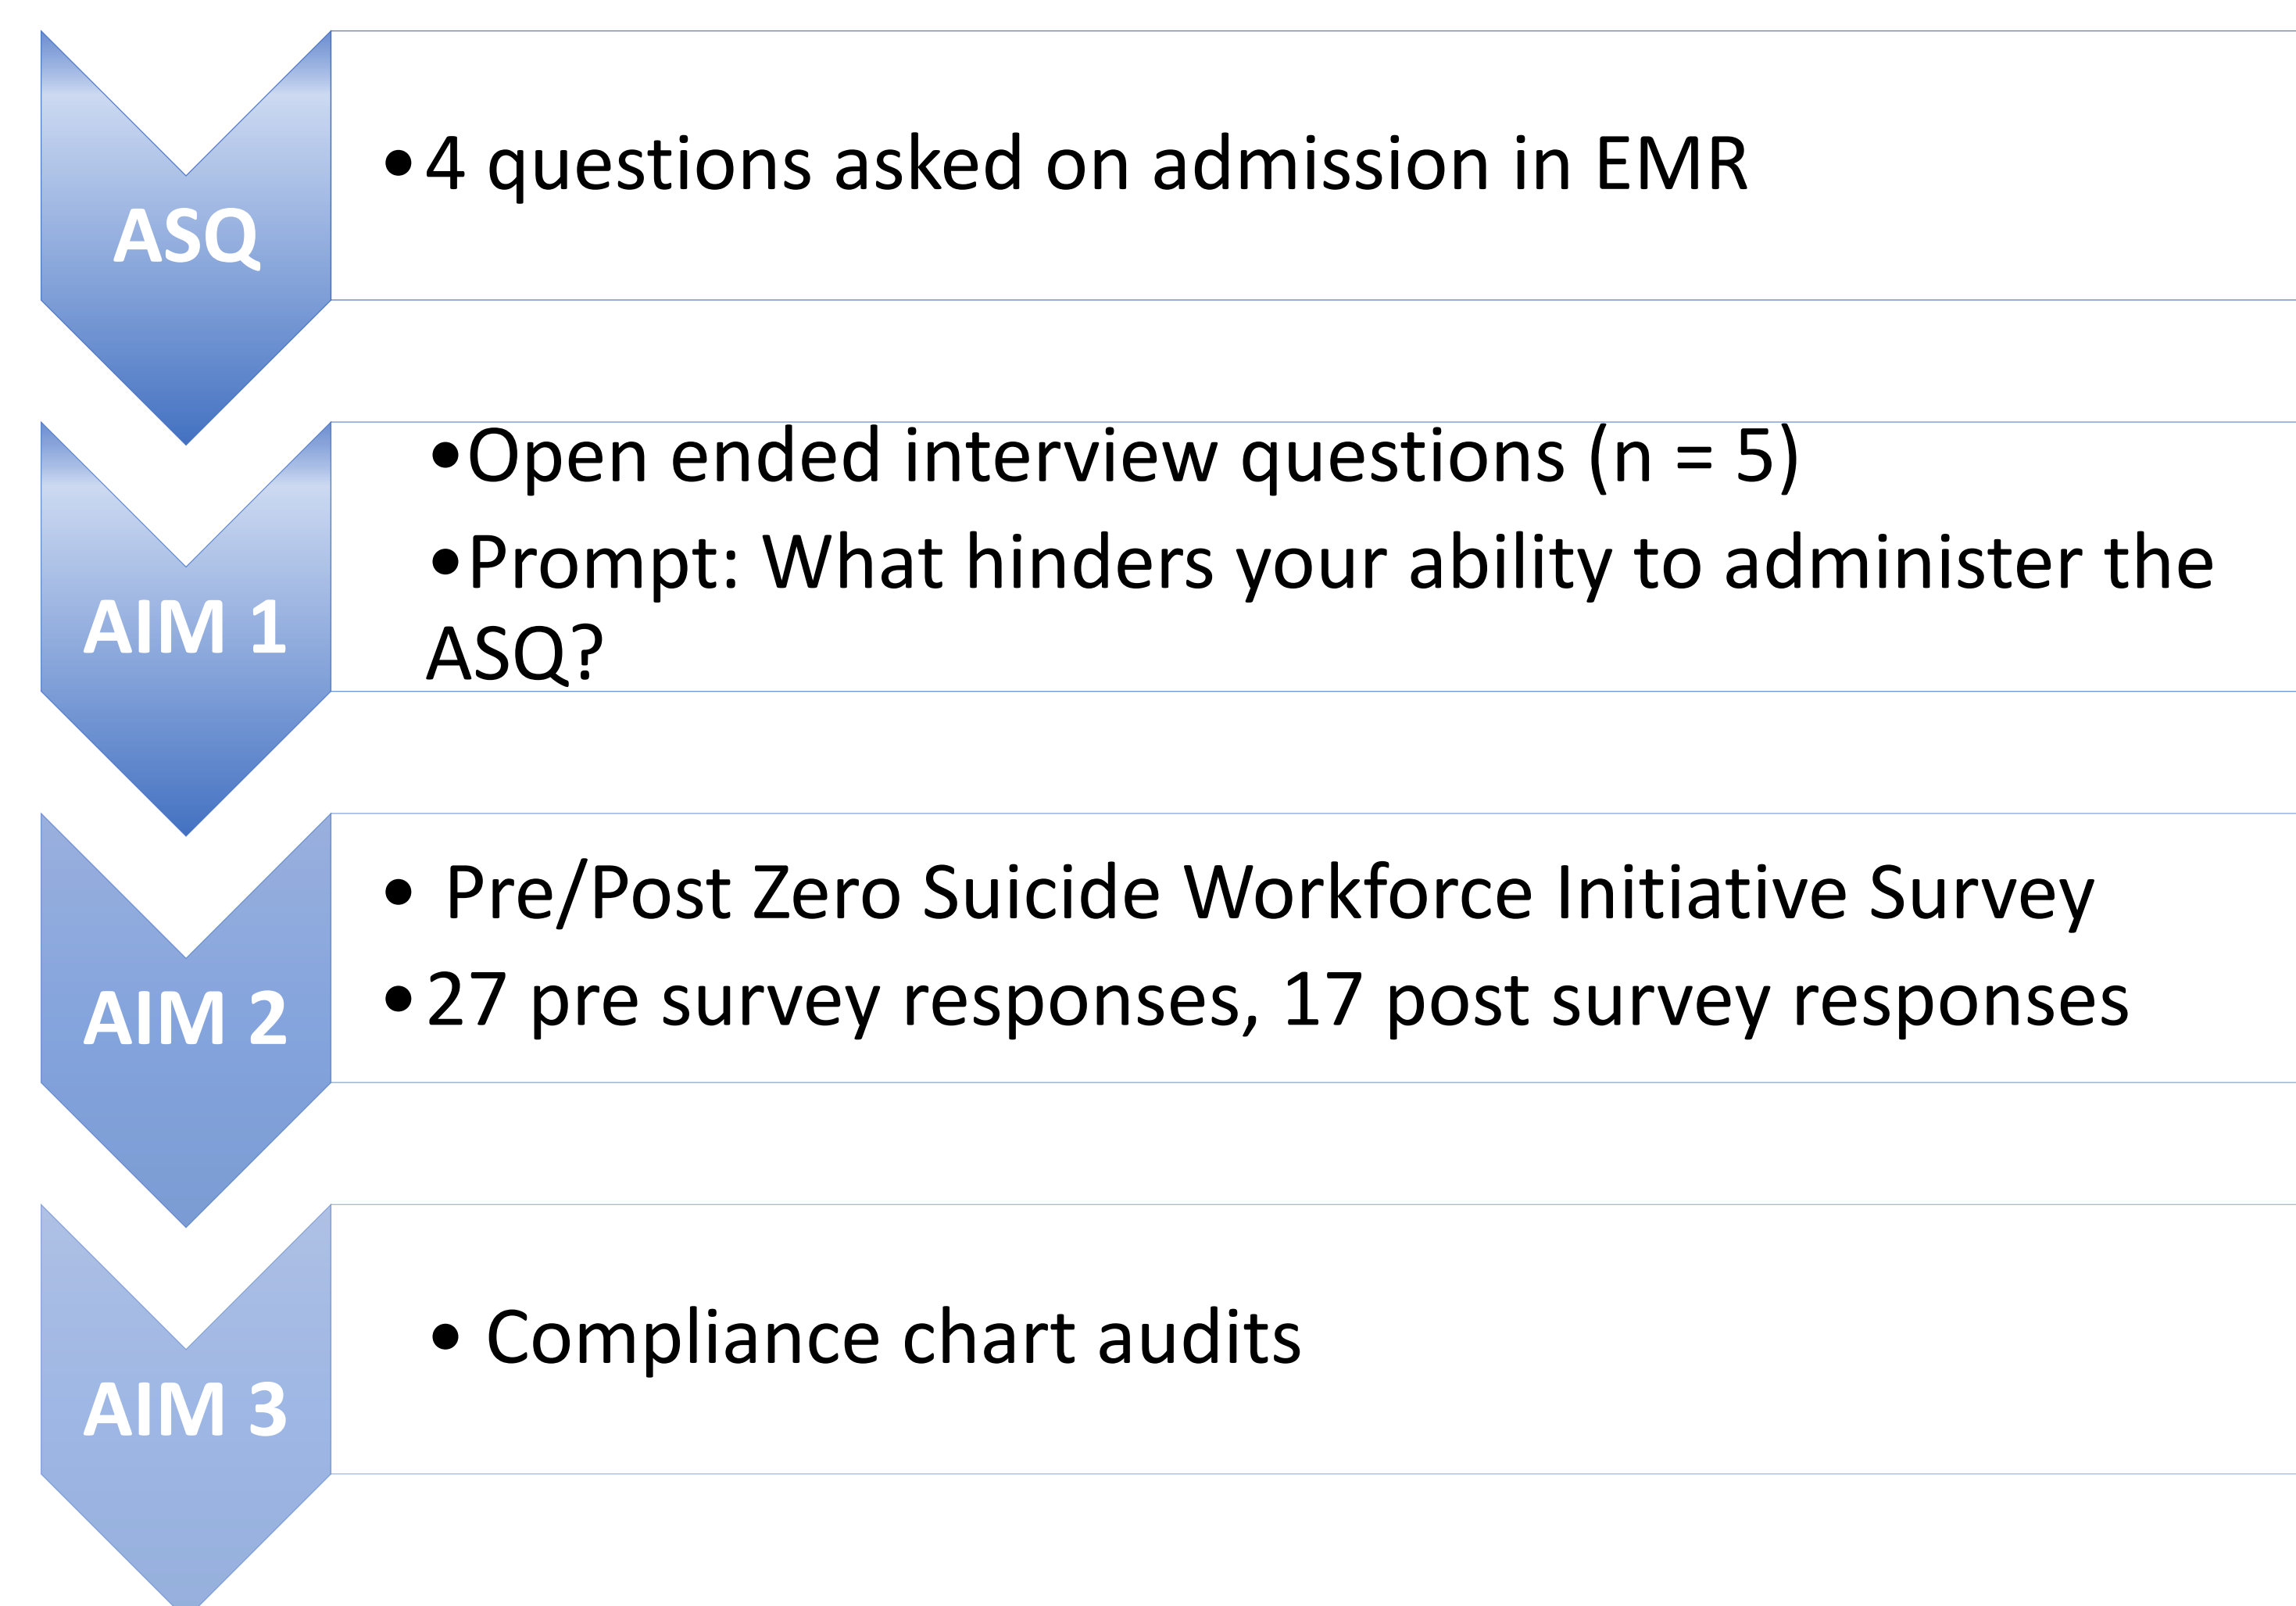 ASQ
•4 questions asked on admission in EMR
AIM 1
•Open ended interview questions (n = 5)
•Prompt: What hinders your ability to administer the
ASQ?
AIM 2
• Pre/Post Zero Suicide Workforce Initiative Survey
•27 pre survey responses, 17 post survey responses
AIM 3
• Compliance chart audits